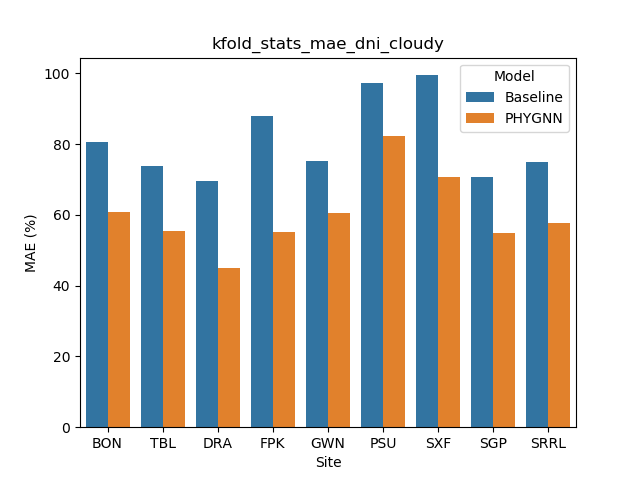 kfold_stats_mae_dni_cloudy
Model
Baseline
PHYGNN
MAE (%)
100
80
60
40
20
0
BON TBL DRA FPK GWN PSU SXF SGP SRRL
Site